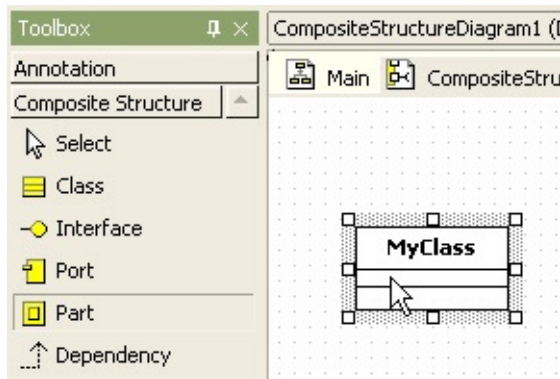 Toolbox
Annotation
Composite Structure
Select
Class
Interface
Port
Part
Dependency
CompositeStructureDiagram1 (
Main CompositeStru
MyClass